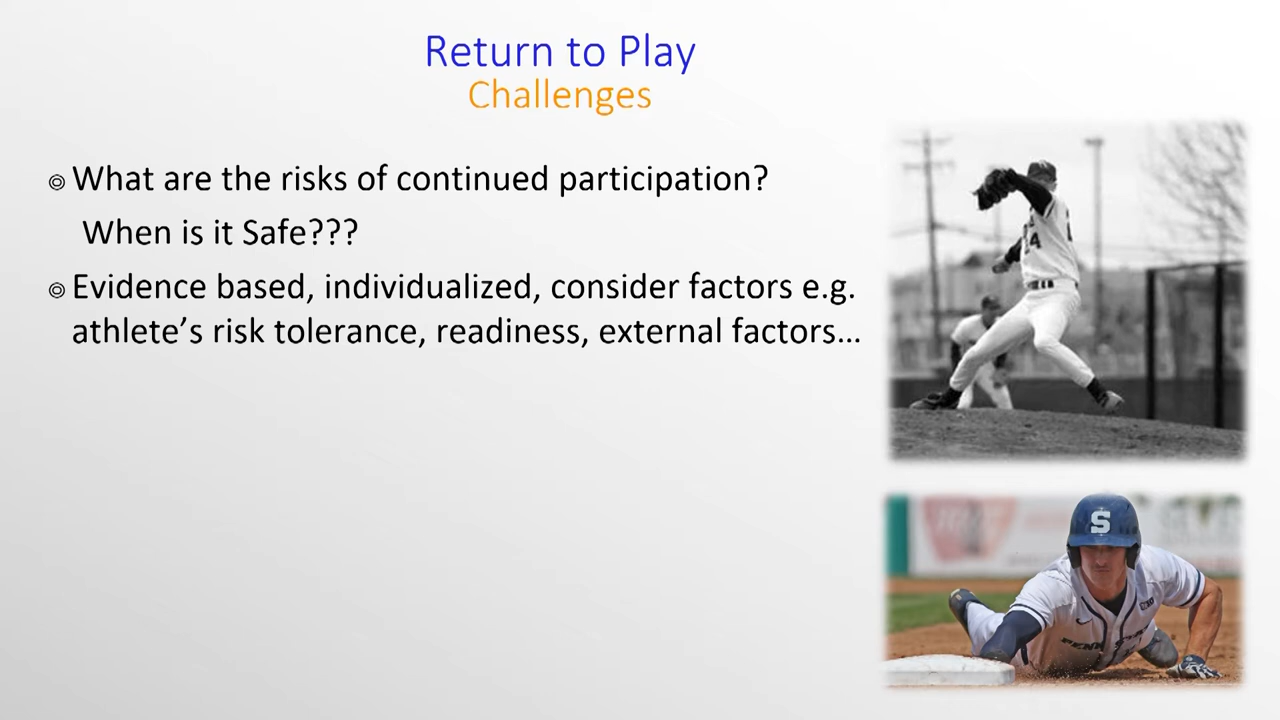 Return to Play
Challenges
What are the risks of continued participation?
When is it Safe???
Evidence based, individualized, consider factors e.g.
athlete’s risk tolerance, readiness, external factors…
24
S